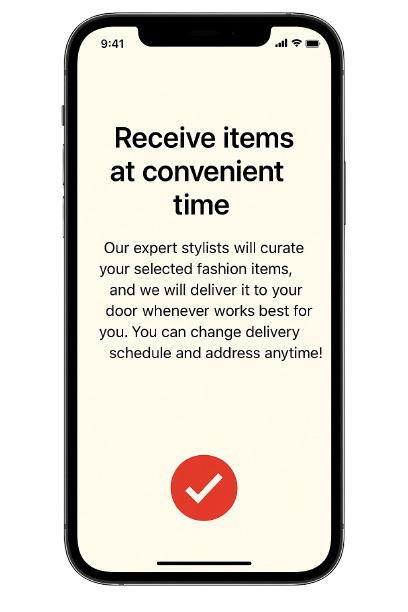 9:41
Receive items
at convenient
time
Our expert stylists will curate
your selected fashion items,
and we will deliver it to your
door whenever works best for
you. You can change delivery
schedule and address anytime!